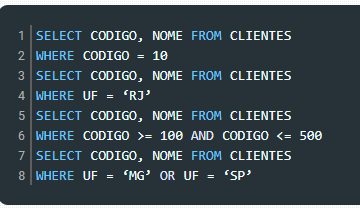 1 SELECT CODIGO, NOME FROM CLIENTES
2 WHERE CODIGO = 10
3 SELECT CODIGO, NOME FROM CLIENTES
4 WHERE UF = ‘RJ’
5 SELECT CODIGO, NOME FROM CLIENTES
6 WHERE CODIGO >= 100 AND CODIGO <= 500
7 SELECT CODIGO, NOME FROM CLIENTES
8 WHERE UF = ‘MG’ OR UF = ‘SP’